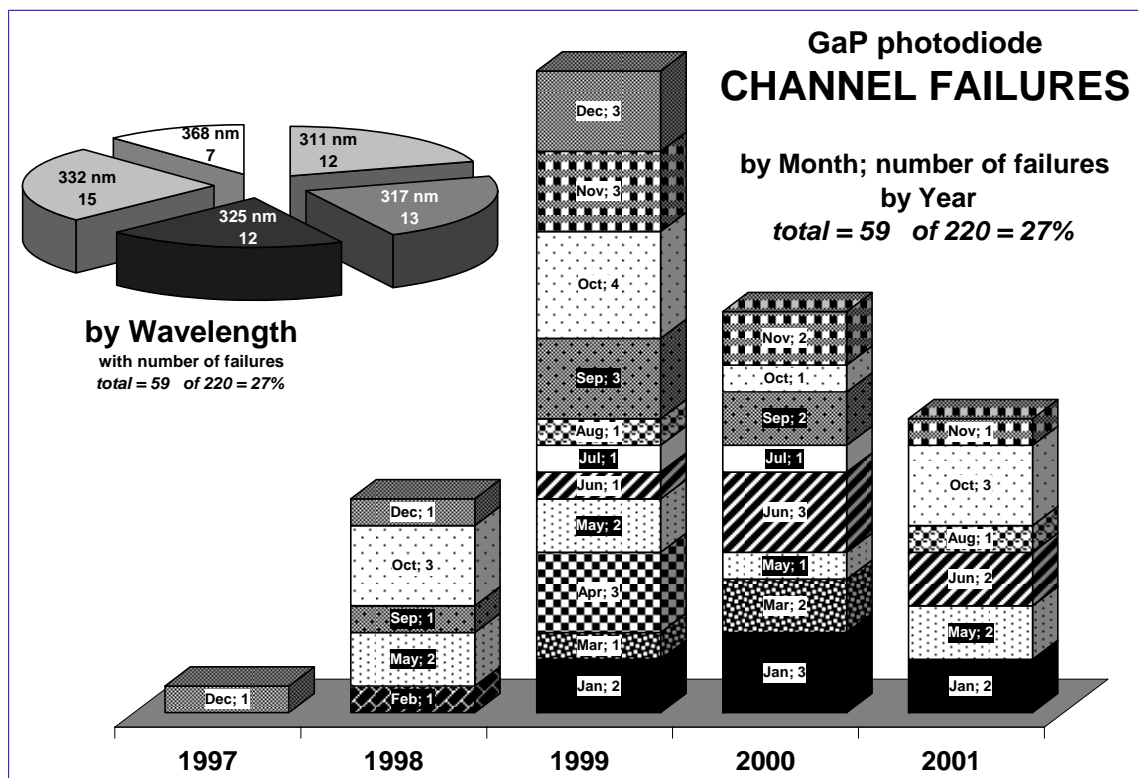 GaP photodiode
CHANNEL FAILURES
by Month; number of failures
by Year
total = 59 of 220 = 27%
368 nm
7
311 nm
12
332 nm
15
317 nm
13
325 nm
12
by Wavelength
with number of failures
total = 59 of 220 = 27%
Dec; 1
Dec; 1
Oct; 3
Sep; 1
May; 2
Feb; 1
Dec; 3
Nov; 3
Oct; 4
Sep; 3
Aug; 1
Jul; 1
Jun; 1
May; 2
Apr; 3
Mar; 1
Jan; 2
Nov; 2
Oct; 1
Sep; 2
Jul; 1
Jun; 3
May; 1
Mar; 2
Jan; 3
Nov; 1
Oct; 3
Aug; 1
Jun; 2
May; 2
Jan; 2
1997 1998 1999 2000 2001